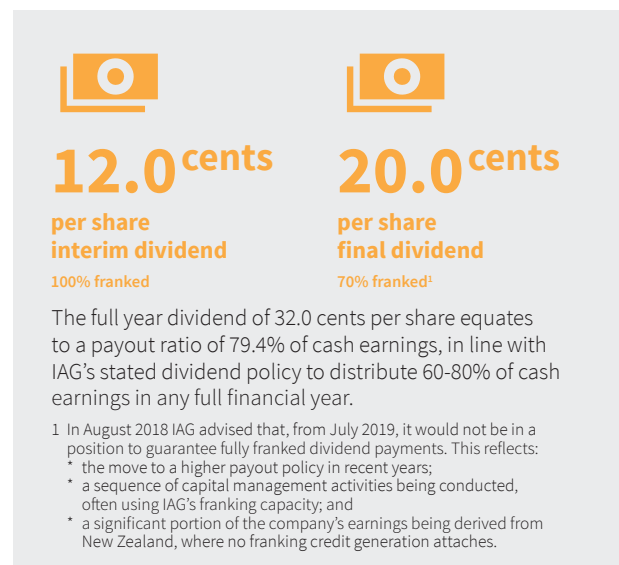 12.0 cents
per share
interim dividend
100% franked
20.0 cents
per share
final dividend
70% franked¹
The full year dividend of 32.0 cents per share equates
to a payout ratio of 79.4% of cash earnings, in line with
IAG’s stated dividend policy to distribute 60-80% of cash
earnings in any full financial year.
1 In August 2018 IAG advised that, from July 2019, it would not be in a
position to guarantee fully franked dividend payments. This reflects:
* the move to a higher payout policy in recent years;
* a sequence of capital management activities being conducted,
often using IAG’s franking capacity; and
* a significant portion of the company’s earnings being derived from
New Zealand, where no franking credit generation attaches.